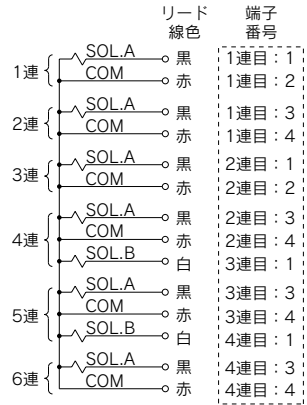 リード 端子
線色 番号
SOL.A 黒 1連目：1
1連 COM 赤 1連目：2
SOL.A 黒 1連目：3
2連 COM 赤 1連目：4
SOL.A 黒 2連目：1
3連 COM 赤 2連目：2
SOL.A 黒 2連目：3
4連 COM 赤 2連目：4
SOL.B 白 3連目：1
SOL.A 黒 3連目：3
5連 COM 赤 3連目：4
SOL.B 白 4連目：1
SOL.A 黒 4連目：3
6連 COM 赤 4連目：4